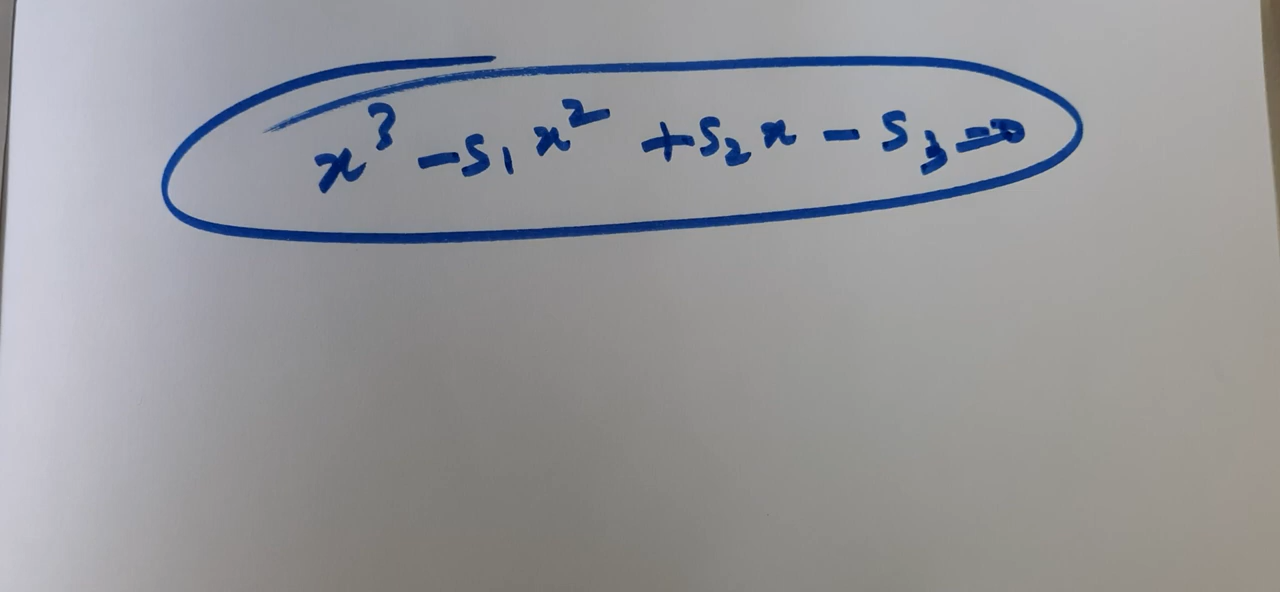 x³ - S₁x² + S₂x - S₃ = 0